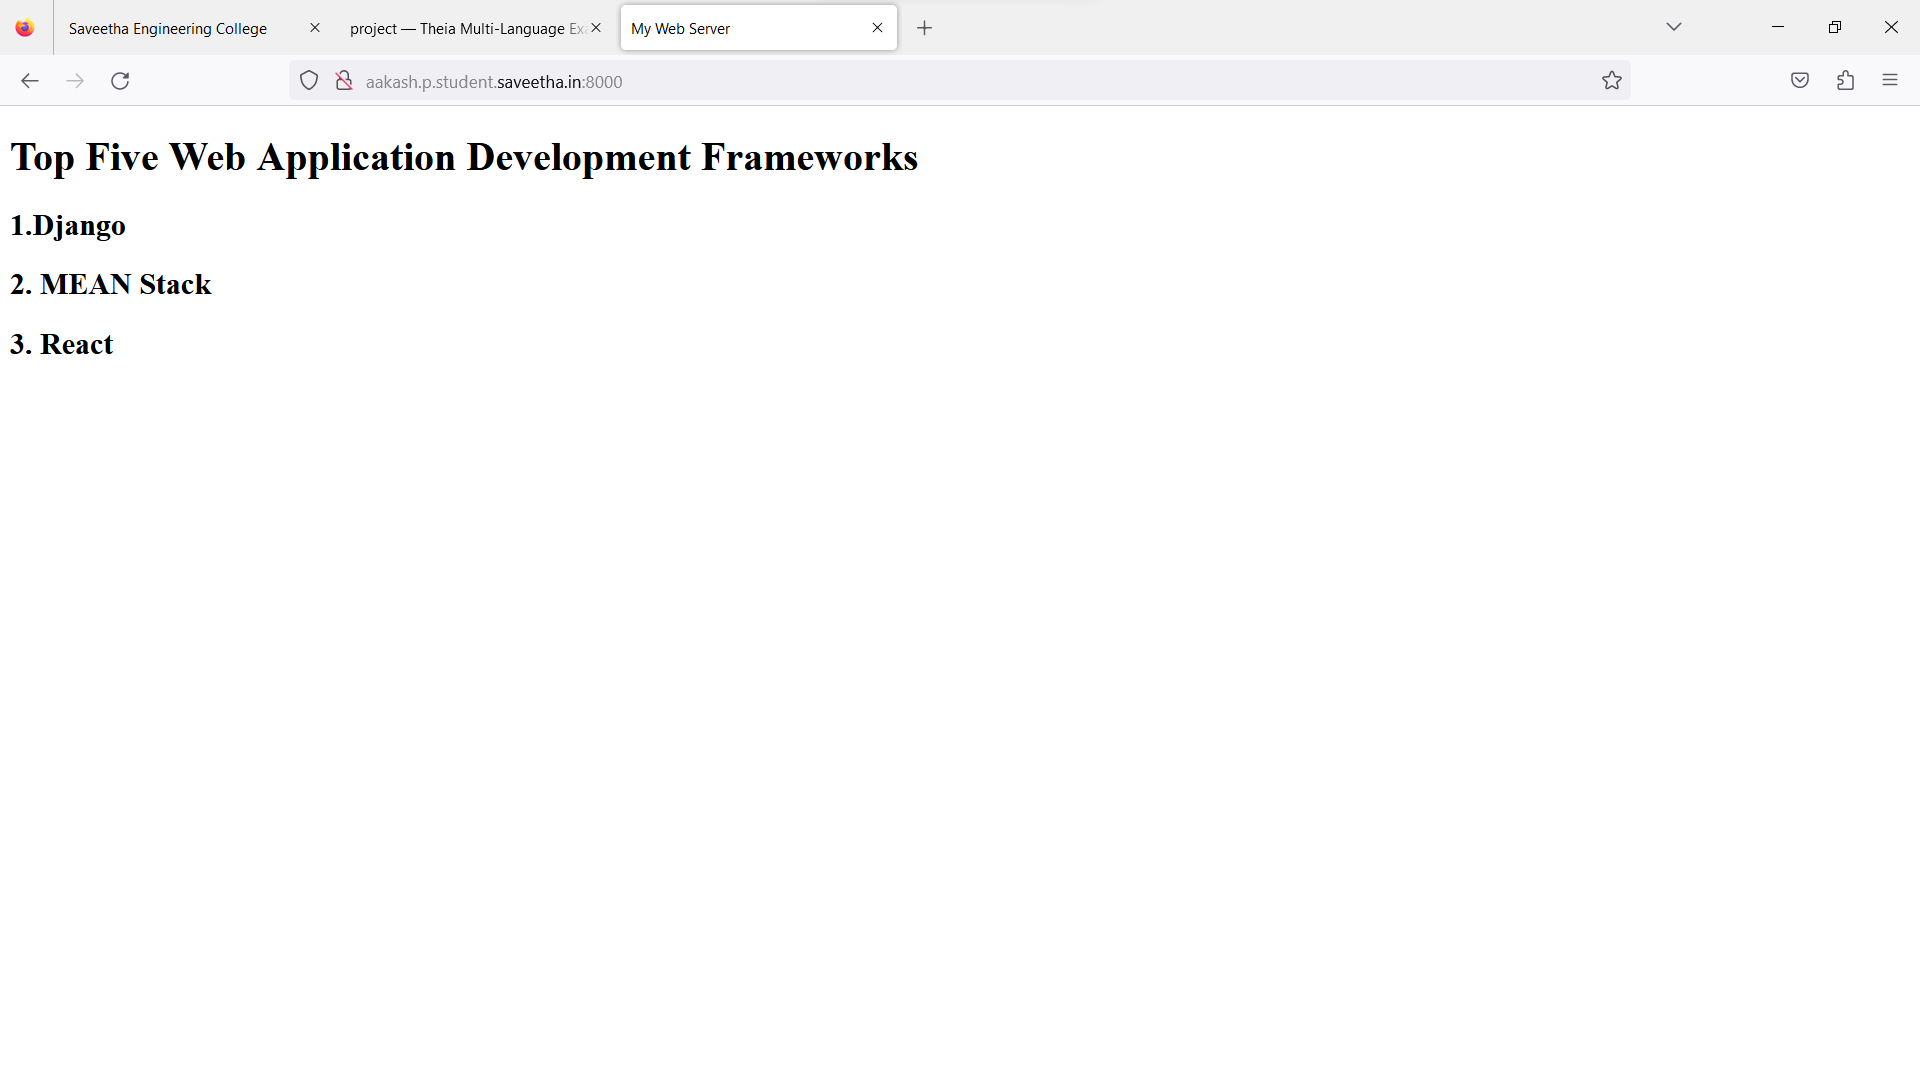 Saveetha Engineering College
project — Theia Multi-Language Exa
My Web Server
aakash.p.student.saveetha.in:8000
Top Five Web Application Development Frameworks
1.Django
2. MEAN Stack
3. React